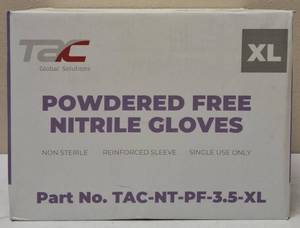 TAC
Global Solutions
XL
POWDERED FREE
NITRILE GLOVES
NON STERILE REINFORCED SLEEVE SINGLE USE ONLY
Part No. TAC-NT-PF-3.5-XL